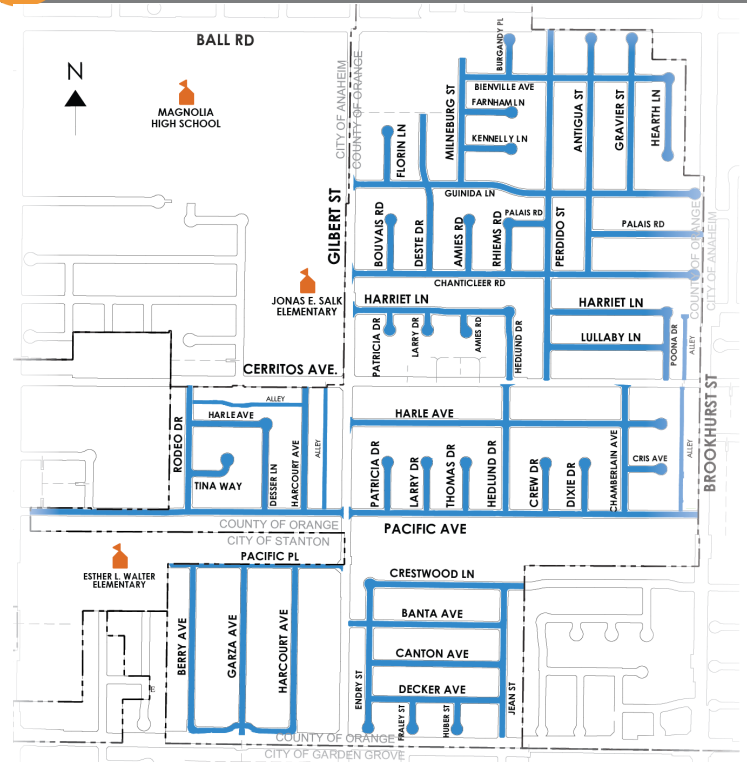 BALL RD
N
MAGNOLIA
HIGH SCHOOL
CITY OF ANAHEIM
COUNTY OF ORANGE
GILBERT ST
BURGANDY PL
BIENVILLE AVE
FARNHAM LN
KENNELLY LN
MILNEBURG ST
FLORIN LN
ANTIGUA ST
GRAVIER ST
HEARTH LN
GUINIDA LN
BOUVAIS RD
DESTE DR
AMIES RD
RHIEMS RD
PALAIS RD
PERDIDO ST
PALAIS RD
COUNTY OF ORANGE
CITY OF ANAHEIM
CHANTICLEER RD
JONAS E. SALK
ELEMENTARY
HARRIET LN
HARRIET LN
PATRICIA DR
LARRY DR
AMIES RD
HEDLUND DR
LULLABY LN
POONA DR
ALLEY
CERRITOS AVE.
BROOKHURST ST
RODEO DR
ALLEY
HARLE AVE
TINA WAY
DESSER LN
HARCOURT AVE
ALLEY
HARLE AVE
PATRICIA DR
LARRY DR
THOMAS DR
HEDLUND DR
CREW DR
DIXIE DR
CHAMBERLAIN AVE
CRIS AVE
ALLEY
COUNTY OF ORANGE
CITY OF STANTON
PACIFIC AVE
PACIFIC PL
ESTHER L. WALTER
ELEMENTARY
BERRY AVE
GARZA AVE
HARCOURT AVE
CRESTWOOD LN
BANTA AVE
CANTON AVE
DECKER AVE
ENDRY ST
FRALEY ST
HUBER ST
JEAN ST
COUNTY OF ORANGE
CITY OF GARDEN GROVE